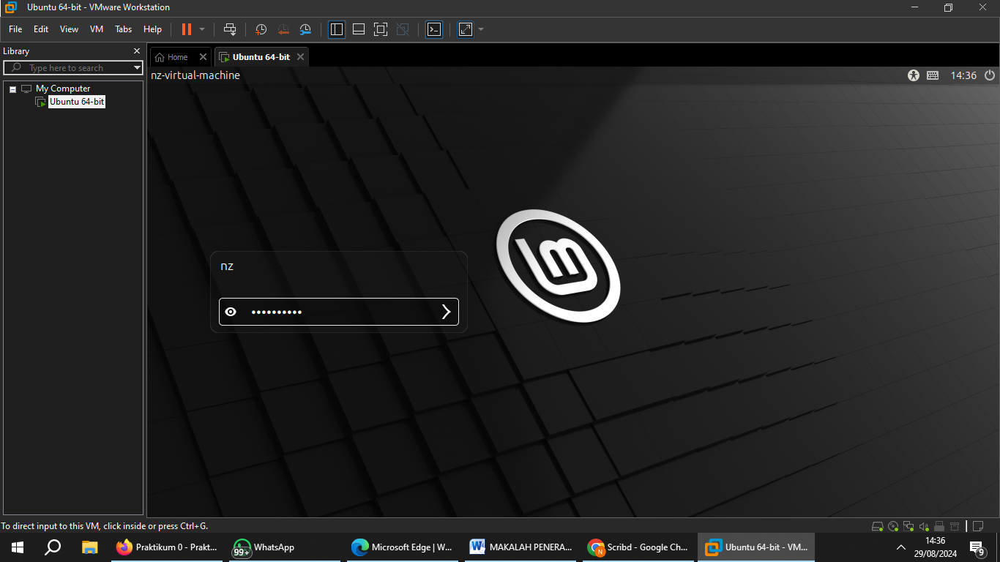 Ubuntu 64-bit - VMware Workstation
File Edit View VM Tabs Help
Library
Type here to search
My Computer
Ubuntu 64-bit
Home
Ubuntu 64-bit
nz-virtual-machine
14:36
nz
lm
To direct input to this VM, click inside or press Ctrl+G.
Praktikum 0 - Prakt...
99+
WhatsApp
Microsoft Edge | W...
MAKALAH PENERA...
N
Scribd - Google Ch...
Ubuntu 64-bit - VM...
14:36
29/08/2024
9